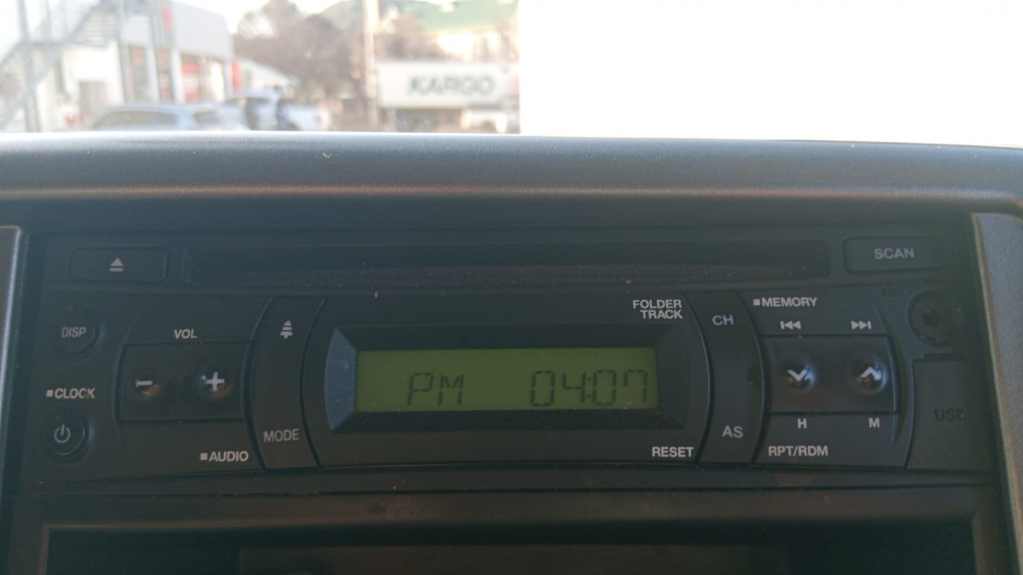 KARGO
SCAN
FOLDER
TRACK
CH
MEMORY
DISP
VOL
CLOCK
PM 04:07
MODE
AUDIO
RESET
AS
H M
RPT/RDM
USB